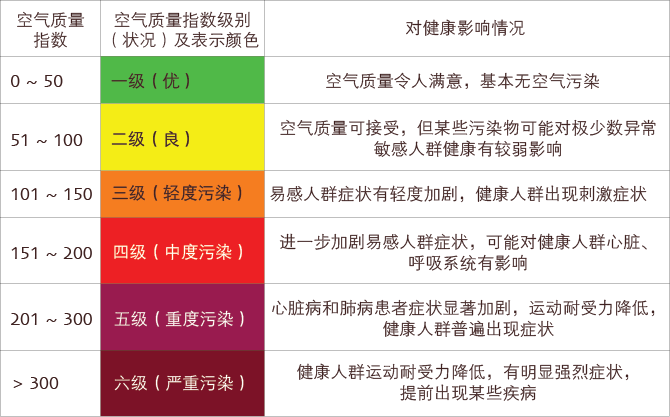 空气质量
指数
空气质量指数级别
（状况）及表示颜色
对健康影响情况
0 ~ 50
一级（优）
空气质量令人满意，基本无空气污染
51 ~ 100
二级（良）
空气质量可接受，但某些污染物可能对极少数异常
敏感人群健康有较弱影响
101 ~ 150
三级（轻度污染）
易感人群症状有轻度加剧，健康人群出现刺激症状
151 ~ 200
四级（中度污染）
进一步加剧易感人群症状，可能对健康人群心脏、
呼吸系统有影响
201 ~ 300
五级（重度污染）
心脏病和肺病患者症状显著加剧，运动耐受力降低，
健康人群普遍出现症状
> 300
六级（严重污染）
健康人群运动耐受力降低，有明显强烈症状，
提前出现某些疾病